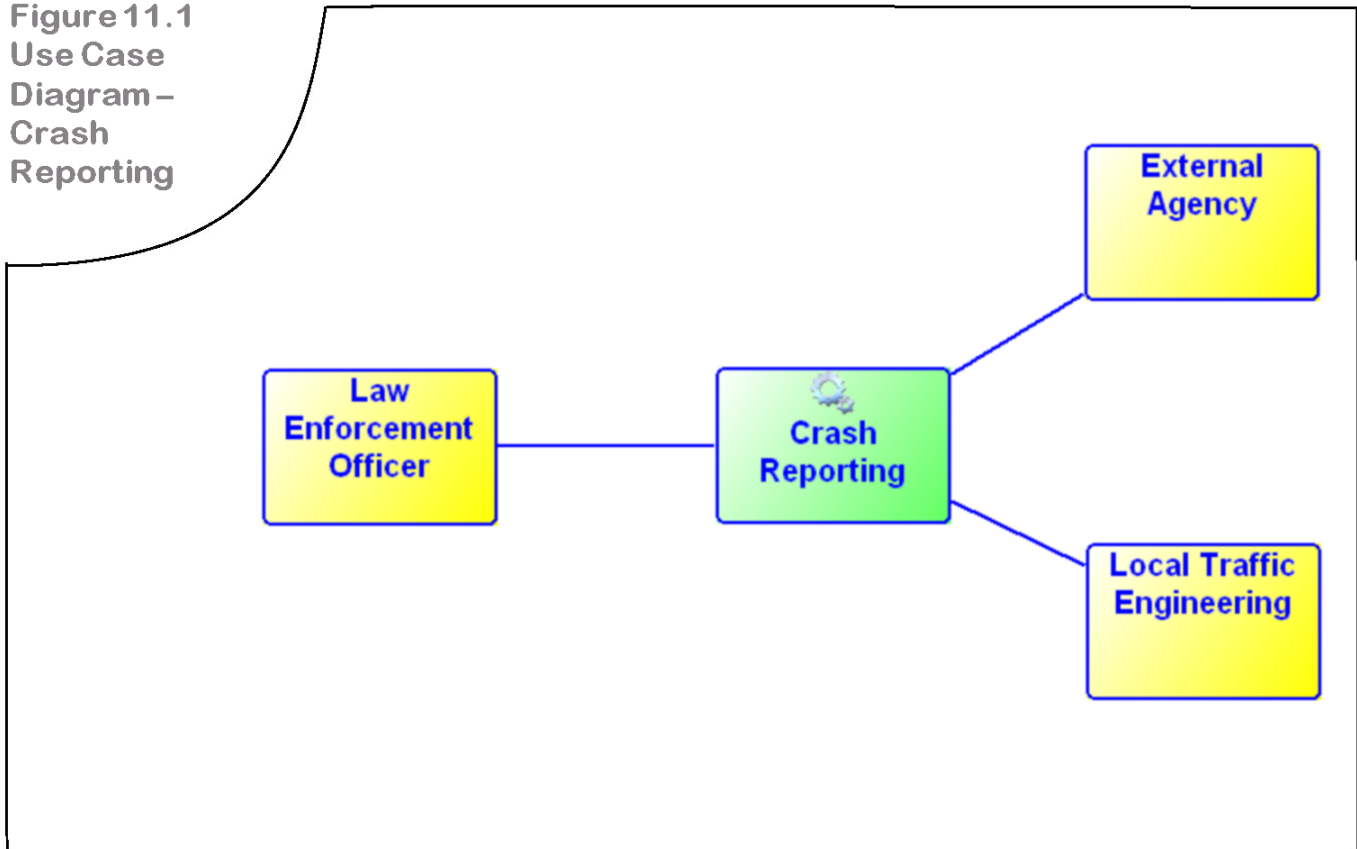 Figure 11.1
Use Case
Diagram –
Crash
Reporting
External
Agency
Law
Enforcement
Officer
Crash
Reporting
Local Traffic
Engineering